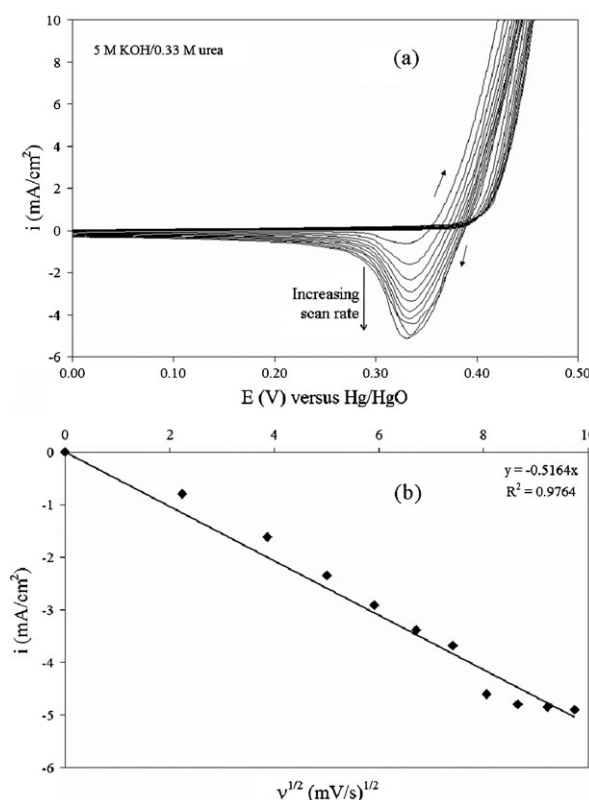 5 M KOH/0.33 M urea
(a)
10
8
6
4
2
0
-2
-4
-6
i (mA/cm²)
Increasing
scan rate
0.00 0.10 0.20 0.30 0.40 0.50
E (V) versus Hg/HgO
0 2 4 6 8 10
y = -0.5164x
R² = 0.9764
(b)
0
-1
-2
-3
-4
-5
-6
i (mA/cm²)
ν^1/2 (mV/s)^1/2